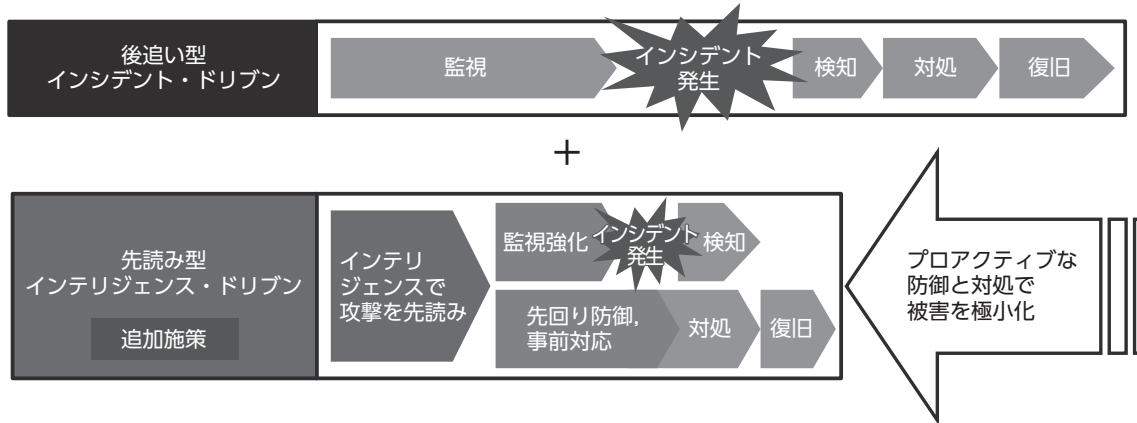 後追い型
インシデント・ドリブン
監視
インシデント
発生
検知
対処
復旧
+
先読み型
インテリジェンス・ドリブン
追加施策
インテリ
ジェンスで
攻撃を先読み
監視強化
インシデント
発生
検知
先回り防御,
事前対応
対処
復旧
プロアクティブな
防御と対処で
被害を極小化